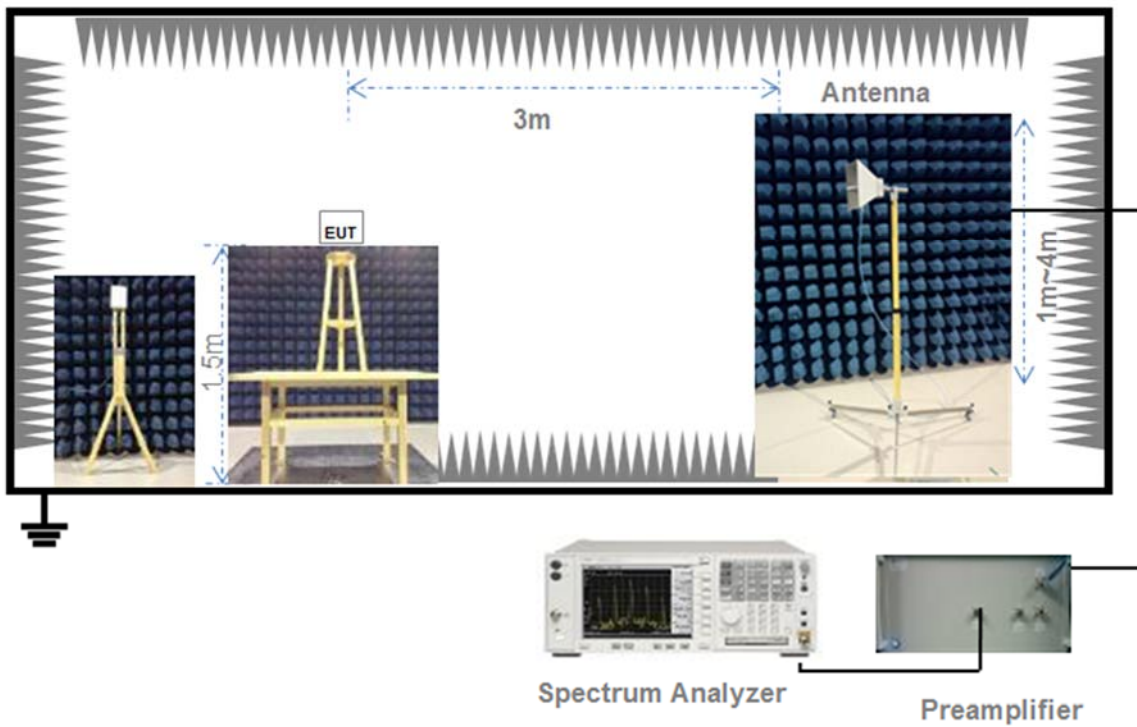 Antenna
3m
EUT
1.5m
1m~4m
Spectrum Analyzer
Preamplifier